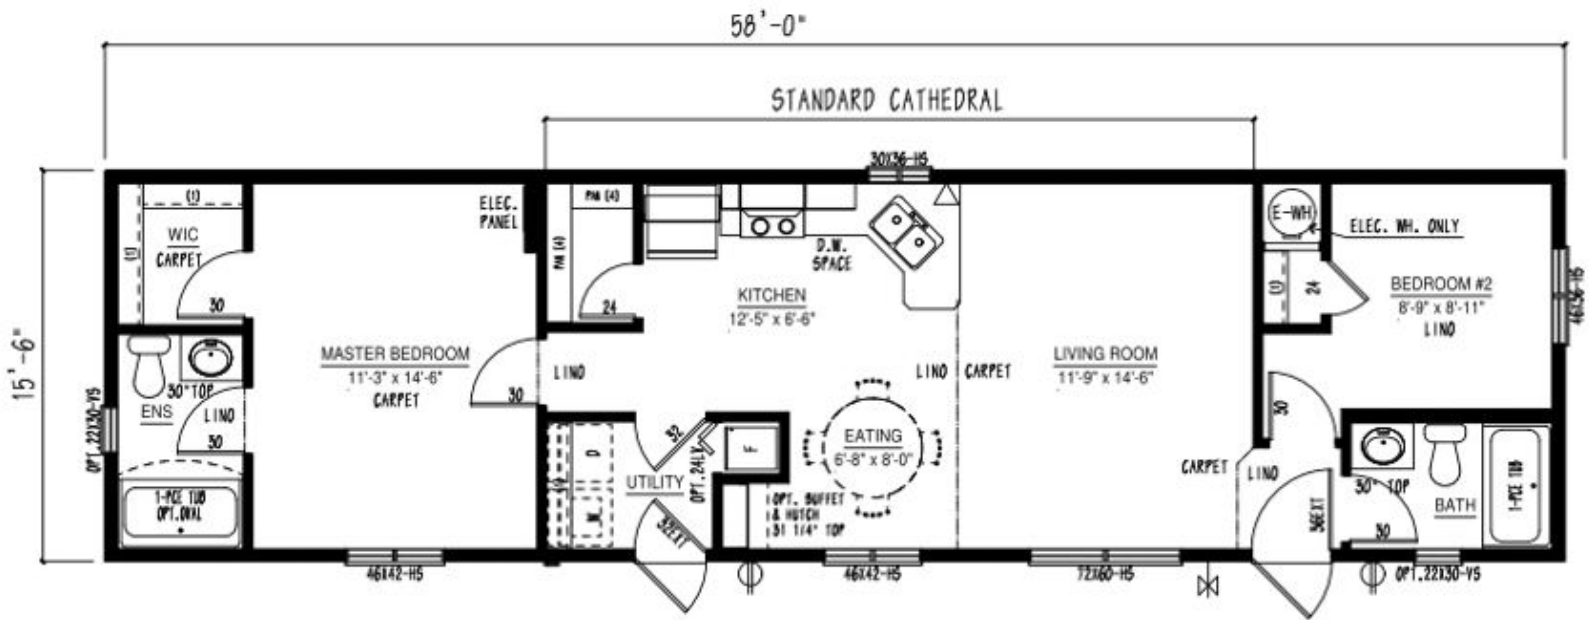 58'-0"
STANDARD CATHEDRAL
30X36-HS
(1)
ELEC.
PANEL
PAN (4)
E-WH
ELEC. WH. ONLY
WIC
CARPET
(1)
PAN (4)
D.W.
SPACE
30
24
KITCHEN
12'-5" x 6'-6"
(1)
24
BEDROOM #2
8'-9" x 8'-11"
LINO
46X36-HS
15'-6"
MASTER BEDROOM
11'-3" x 14'-6"
CARPET
30
LINO
LINO
CARPET
LIVING ROOM
11'-9" x 14'-6"
30" TOP
ENS
LINO
30
OPT.22X30-VS
30
D
W
32
OPT.24LV
F
UTILITY
32EXT
EATING
6'-8" x 8'-0"
OPT. BUFFET
& HUTCH
31 1/4" TOP
CARPET
LINO
36EXT
30" TOP
BATH
30
1-PCE TUB
1-PCE TUB
OPT.OVAL
46X42-HS
46X42-HS
72X60-HS
OPT.22X30-VS